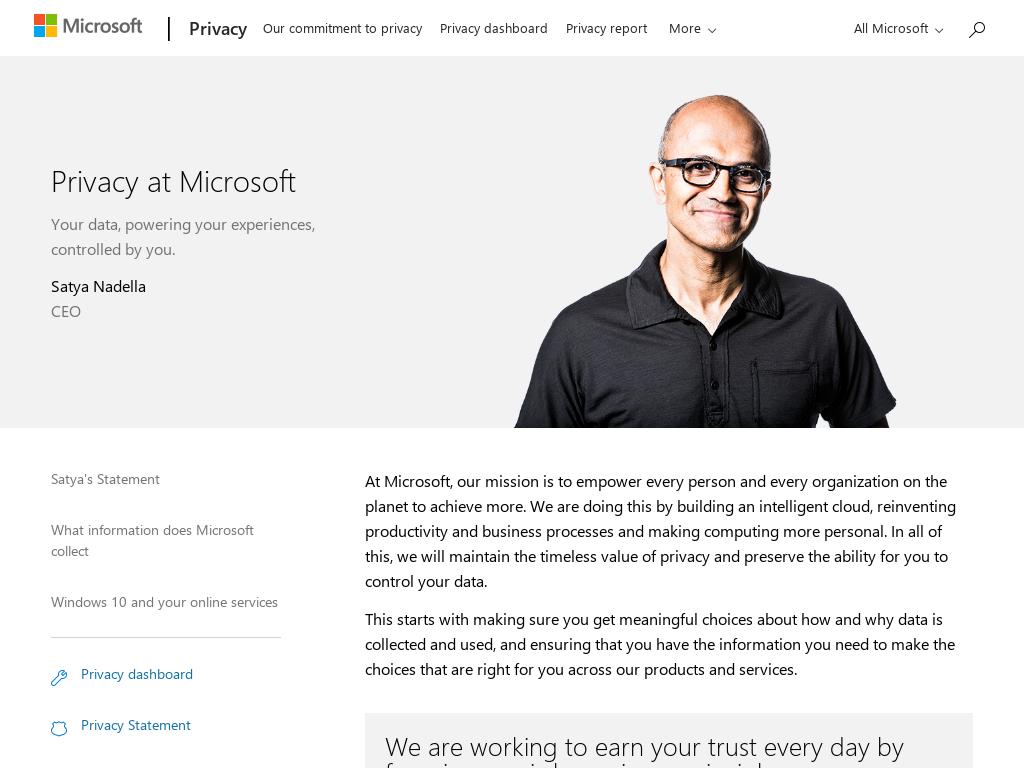 Microsoft
Privacy
Our commitment to privacy
Privacy dashboard
Privacy report
More
All Microsoft
Privacy at Microsoft
Your data, powering your experiences,
controlled by you.
Satya Nadella
CEO
Satya's Statement
What information does Microsoft
collect
Windows 10 and your online services
Privacy dashboard
Privacy Statement
At Microsoft, our mission is to empower every person and every organization on the
planet to achieve more. We are doing this by building an intelligent cloud, reinventing
productivity and business processes and making computing more personal. In all of
this, we will maintain the timeless value of privacy and preserve the ability for you to
control your data.
This starts with making sure you get meaningful choices about how and why data is
collected and used, and ensuring that you have the information you need to make the
choices that are right for you across our products and services.
We are working to earn your trust every day by